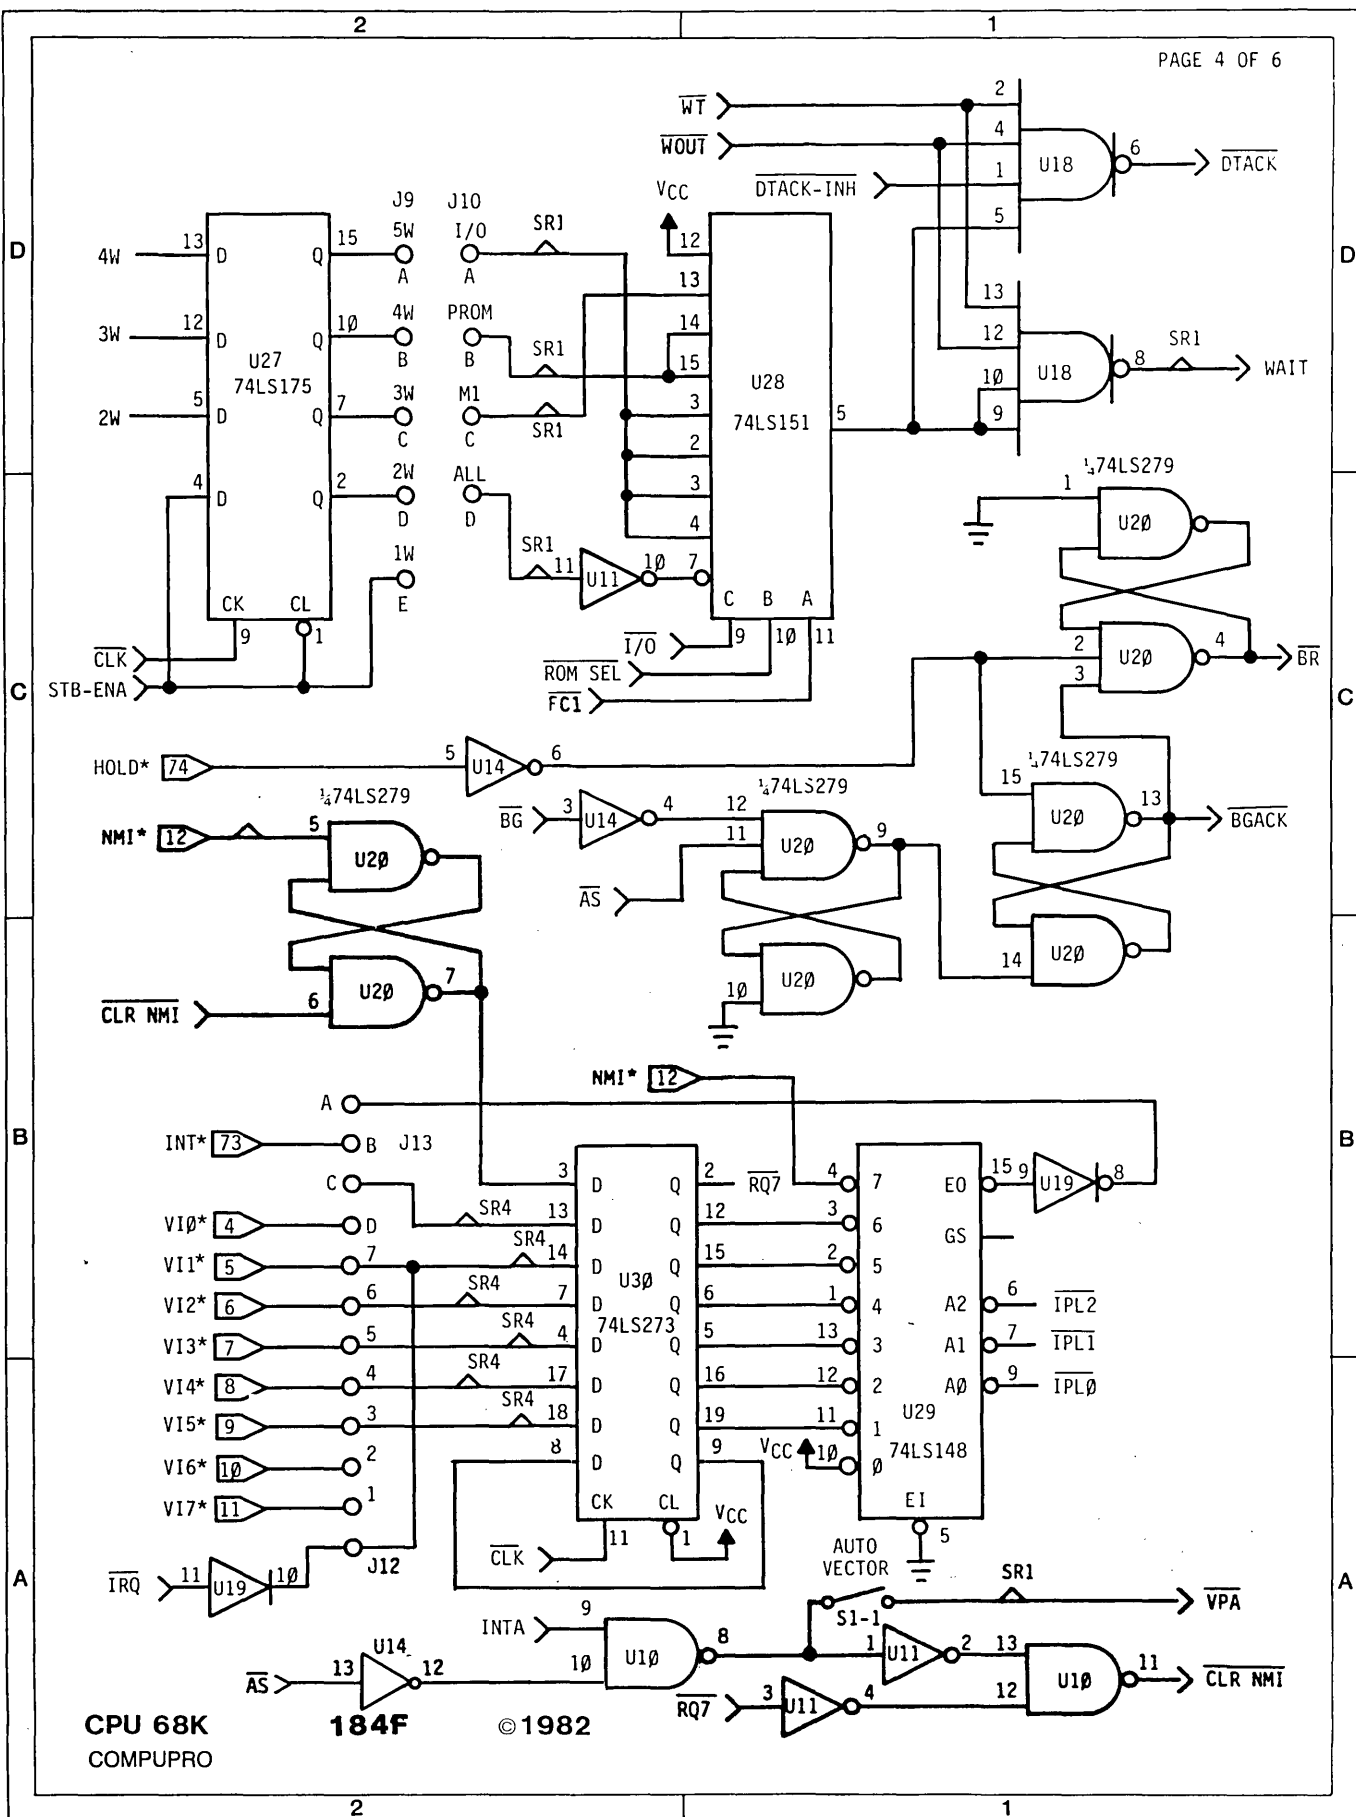 2 1
PAGE 4 OF 6
WT 2
WOUT 4 U18 6 DTACK
DTACK-INH 1
5
J9 J10 VCC
5W I/O SR1 12
D D
4W 13 D Q 15 A A
13
4W PROM 14 13
3W 12 D Q 10 B B SR1 15 12 U18 8 SR1 WAIT
U27 U28 10
74LS175 3W M1 3 74LS151 5 9
2W 5 D Q 7 C C SR1 2
2W ALL 3
4 D Q 2 D D 4
1W SR1 11 U11 10 7
E
CK CL C B A
9 1 9 10 11
CLK I/O
STB-ENA ROM SEL
FC1
¼74LS279
1 U20
2 U20 4 BR
3
C C
HOLD* 74 5 U14 6
¼74LS279
15 U20 13 BGACK
¼74LS279
NMI* 12 5 U20
¼74LS279
BG 3 U14 4 12 U20 9
11
AS
14 U20
10 U20
CLR NMI 6 U20 7
NMI* 12
A
B B
INT* 73 B J13
C
VI0* 4 D
VI1* 5 7
VI2* 6 6
VI3* 7 5
VI4* 8 4
VI5* 9 3
VI6* 10 2
VI7* 11 1
J12
IRQ 11 U19 10
3 D Q 2 RQ7
SR4 13 D Q 12
SR4 14 D Q 15
U30
SR4 7 D Q 6
74LS273
SR4 4 D Q 5
SR4 17 D Q 16
SR4 18 D Q 19
8 D Q 9
CK CL VCC
11 1
CLK
4 7 EO 15 9 U19 8
3 6
GS
2 5
1 4 A2 6 IPL2
13 3 A1 7 IPL1
12 2 A0 9 IPL0
11 1 U29
VCC 10 0 74LS148
EI
5
A A
AUTO
VECTOR SR1
S1-1 VPA
INTA 9
10 U10 8 1 U11 2 13
U10 11 CLR NMI
12
AS 13 U14 12
RQ7 3 U11 4
CPU 68K 184F ©1982
COMPUPRO
2 1